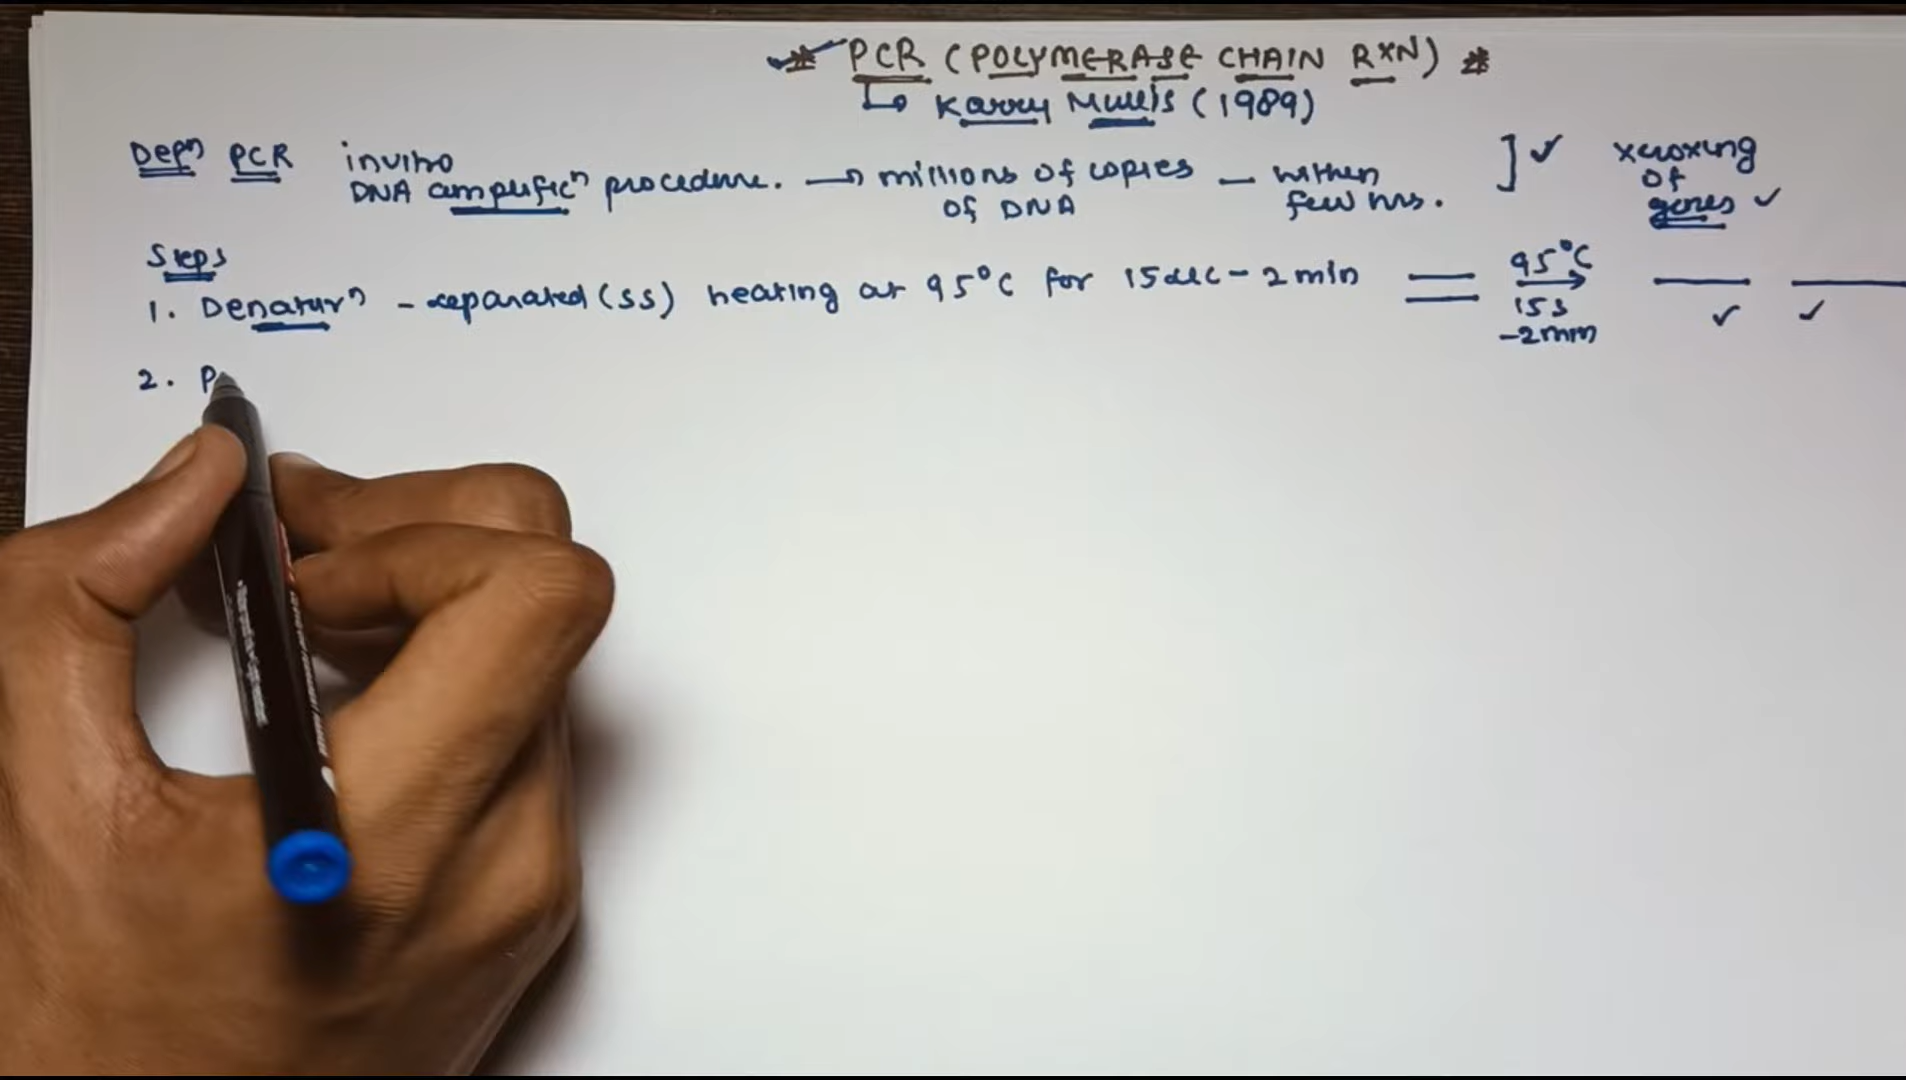 * PCR (POLYMERASE CHAIN RXN) *
↳ Karry Mullis (1989)
Defⁿ PCR invitro
DNA amplificⁿ procedure. → millions of copies of DNA — within few hrs. ] ✓
xeroxing of genes ✓
Steps
1. Denaturⁿ - separated (SS) heating at 95°C for 15sec - 2min
95°C
→
15s
-2min
✓ ✓
2. P